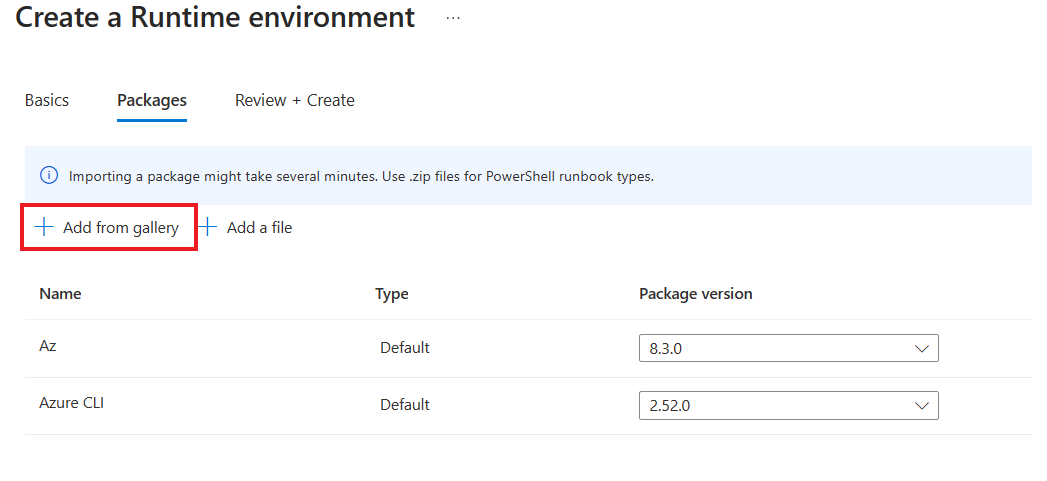 Create a Runtime environment ...
Basics Packages Review + Create
Importing a package might take several minutes. Use .zip files for PowerShell runbook types.
Add from gallery Add a file
Name Type Package version
Az Default 8.3.0
Azure CLI Default 2.52.0